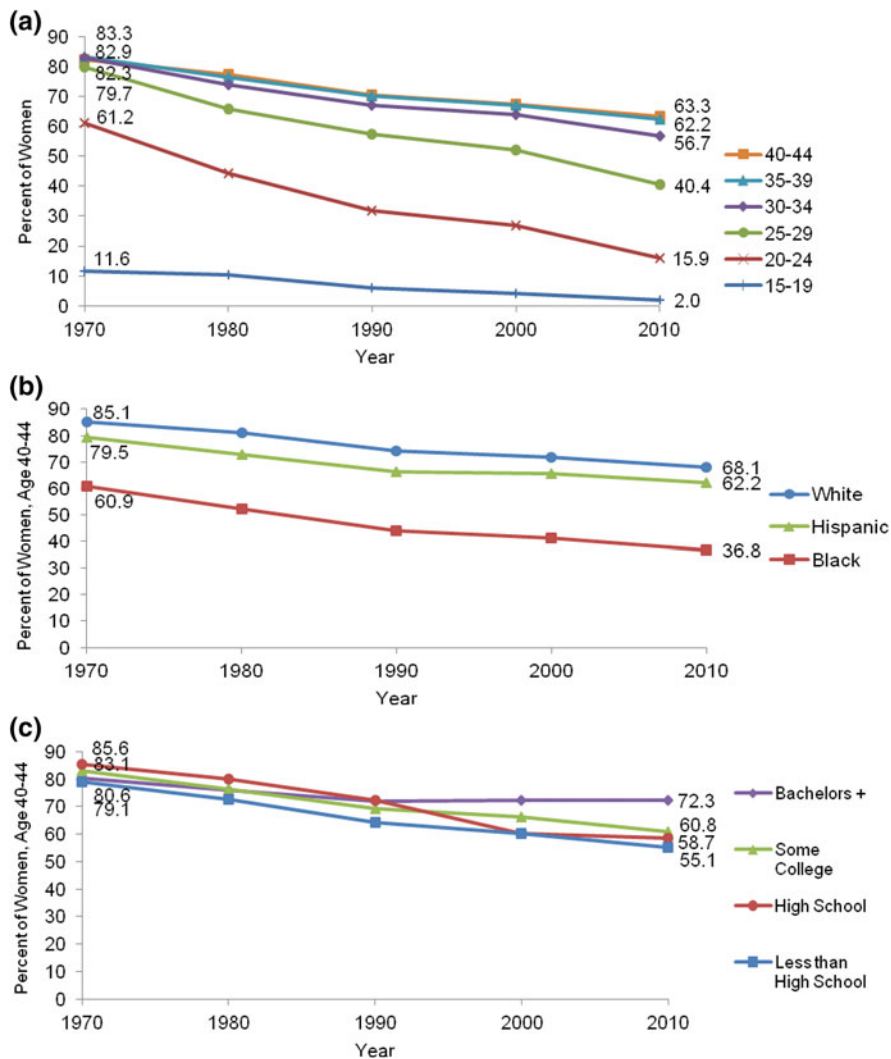 (a)
Percent of Women
90
80
70
60
50
40
30
20
10
0
83.3
82.9
82.3
79.7
61.2
11.6
63.3
62.2
56.7
40.4
15.9
2.0
40-44
35-39
30-34
25-29
20-24
15-19
1970 1980 1990 2000 2010
Year
(b)
Percent of Women, Age 40-44
90
80
70
60
50
40
30
20
10
0
85.1
79.5
60.9
68.1
62.2
36.8
White
Hispanic
Black
1970 1980 1990 2000 2010
Year
(c)
Percent of Women, Age 40-44
90
80
70
60
50
40
30
20
10
0
85.6
83.1
80.6
79.1
72.3
60.8
58.7
55.1
Bachelors +
Some
College
High School
Less than
High School
1970 1980 1990 2000 2010
Year